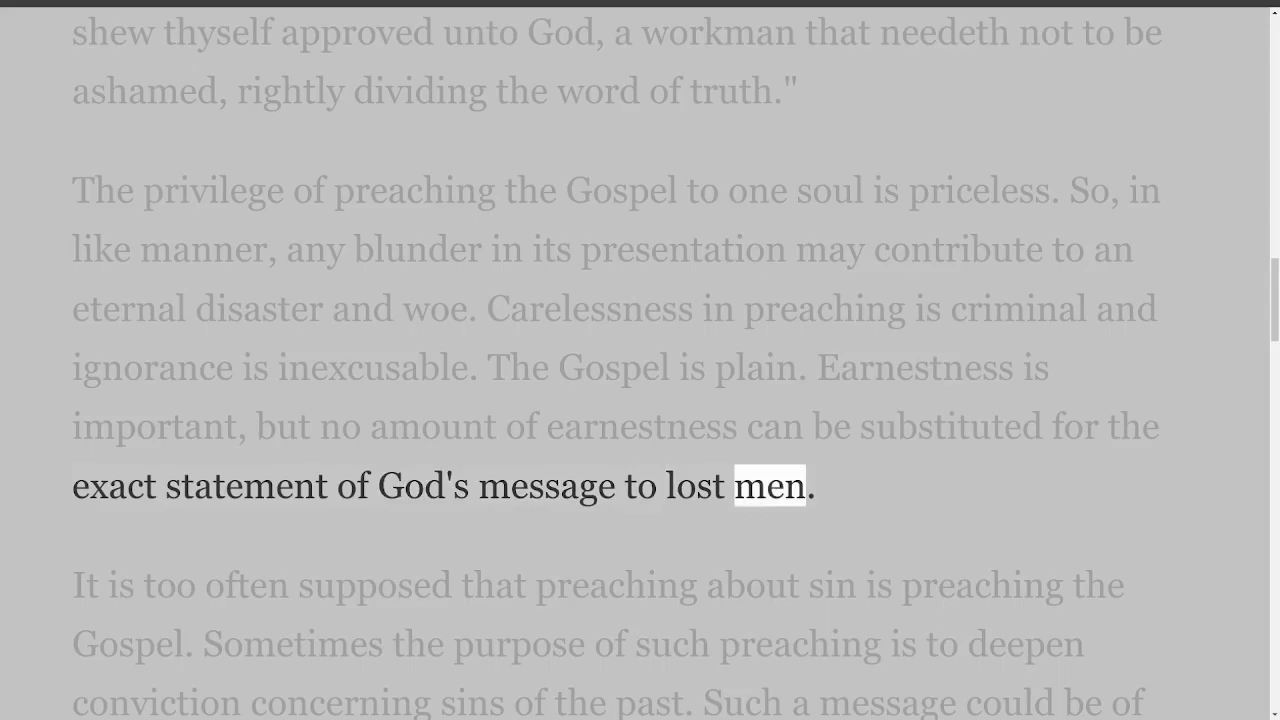 shew thyself approved unto God, a workman that needeth not to be
ashamed, rightly dividing the word of truth."
The privilege of preaching the Gospel to one soul is priceless. So, in
like manner, any blunder in its presentation may contribute to an
eternal disaster and woe. Carelessness in preaching is criminal and
ignorance is inexcusable. The Gospel is plain. Earnestness is
important, but no amount of earnestness can be substituted for the
exact statement of God's message to lost men.
It is too often supposed that preaching about sin is preaching the
Gospel. Sometimes the purpose of such preaching is to deepen
conviction concerning sins of the past. Such a message could be of